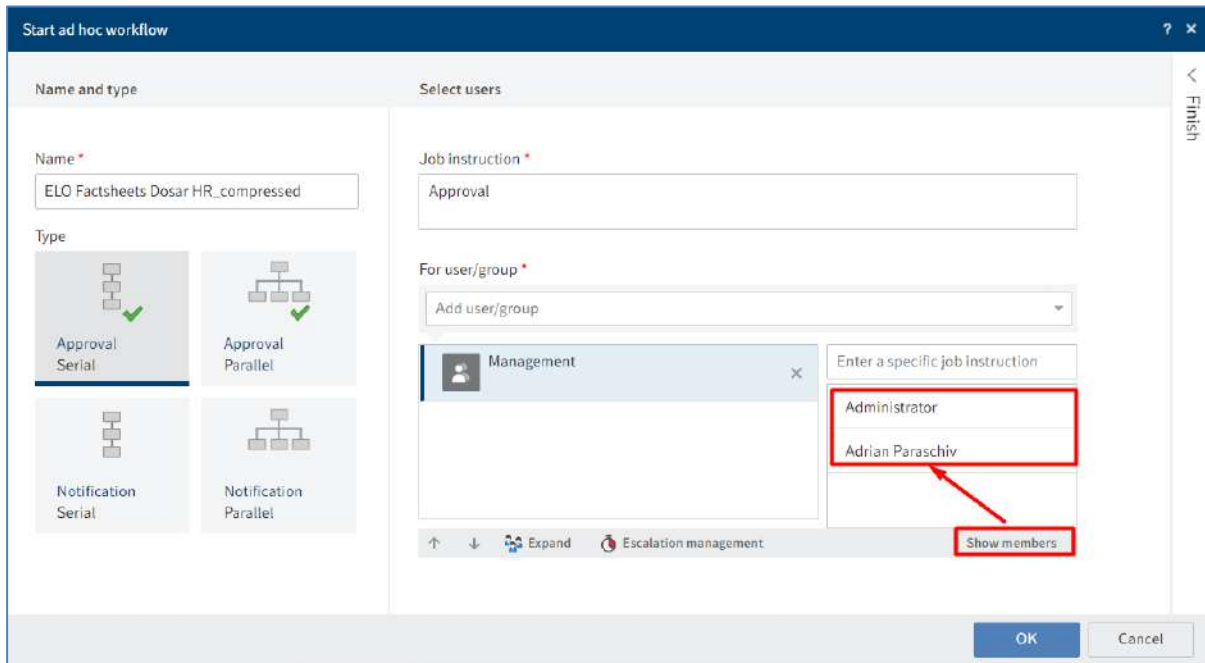 Start ad hoc workflow
? ×
Name and type
Select users
Finish
Name *
ELO Factsheets Dosar HR_compressed
Type
Approval
Serial
Approval
Parallel
Notification
Serial
Notification
Parallel
Job instruction *
Approval
For user/group *
Add user/group
Management
Enter a specific job instruction
Administrator
Adrian Paraschiv
Expand
Escalation management
Show members
OK
Cancel